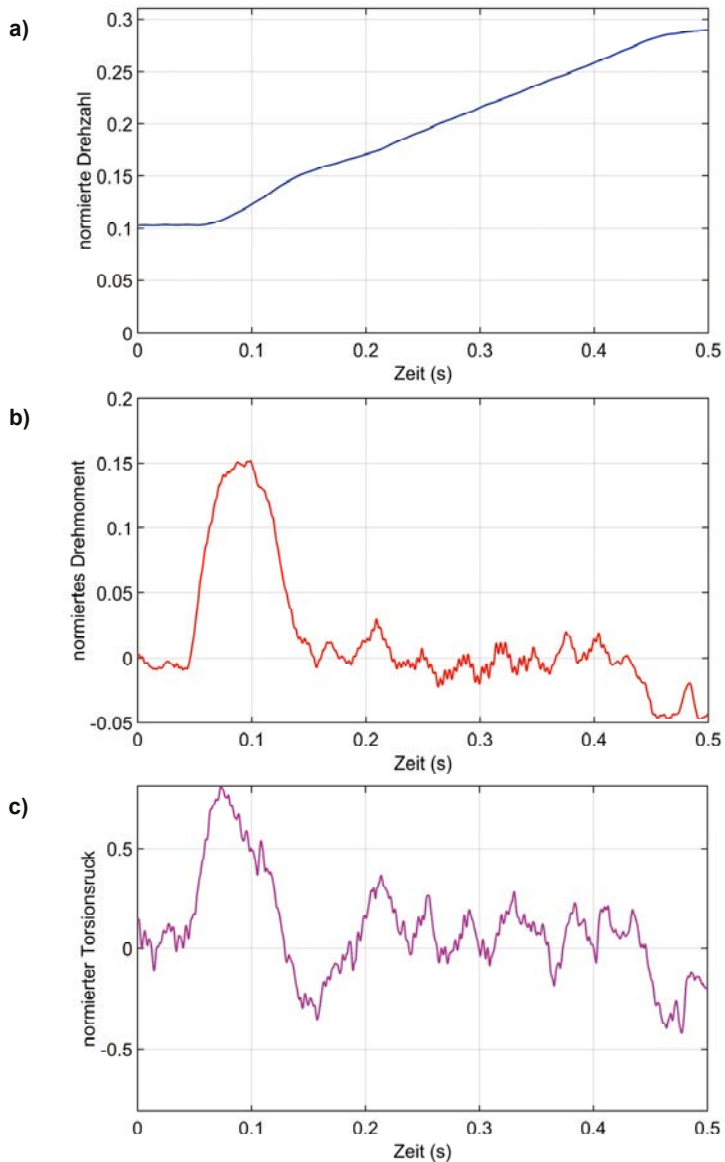 a)
0.3
0.25
0.2
0.15
0.1
0.05
0
normierte Drehzahl
0 0.1 0.2 0.3 0.4 0.5
Zeit (s)
b)
0.2
0.15
0.1
0.05
0
-0.05
normiertes Drehmoment
0 0.1 0.2 0.3 0.4 0.5
Zeit (s)
c)
0.5
0
-0.5
normierter Torsionsruck
0 0.1 0.2 0.3 0.4 0.5
Zeit (s)